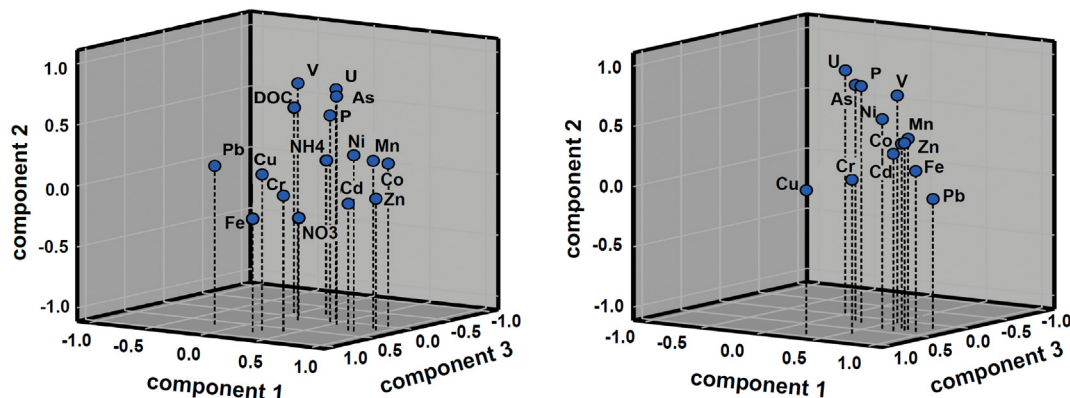 component 2
1.0
0.5
0.0
-0.5
-1.0
V
U
DOC
As
P
Pb
Cu
NH4
Ni
Mn
Cr
Co
Cd
Zn
Fe
NO3
-1.0
-0.5
0.0
0.5
1.0
component 1
1.0
0.5
0.0
-0.5
-1.0
component 3
component 2
1.0
0.5
0.0
-0.5
-1.0
U
P
V
As
Ni
Mn
Co
Zn
Cr
Cd
Fe
Cu
Pb
-1.0
-0.5
0.0
0.5
1.0
component 1
1.0
0.5
0.0
-0.5
-1.0
component 3